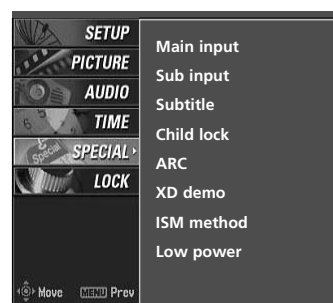 SETUP
PICTURE
AUDIO
TIME
SPECIAL
LOCK
Move MENU Prev
Main input
Sub input
Subtitle
Child lock
ARC
XD demo
ISM method
Low power